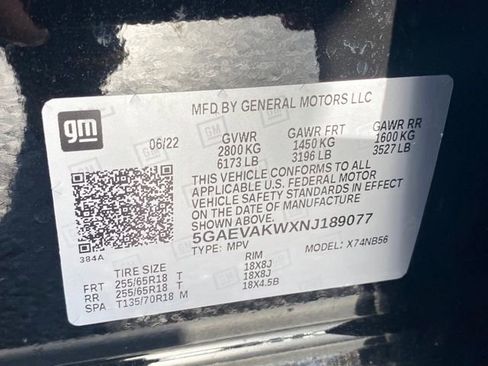 MFD BY GENERAL MOTORS LLC
gm
06/22 GVWR GAWR FRT GAWR RR
2800 KG 1450 KG 1600 KG
6173 LB 3196 LB 3527 LB
THIS VEHICLE CONFORMS TO ALL
APPLICABLE U.S. FEDERAL MOTOR
VEHICLE SAFETY STANDARDS IN EFFECT
ON THE DATE OF MANUFACTURE
SHOWN ABOVE.
5GAEVAKWXNJ189077
384A
TYPE: MPV MODEL: X74NB56
TIRE SIZE RIM
FRT 255/65R18 T 18X8J
RR 255/65R18 T 18X8J
SPA T135/70R18 M 18X4.5B